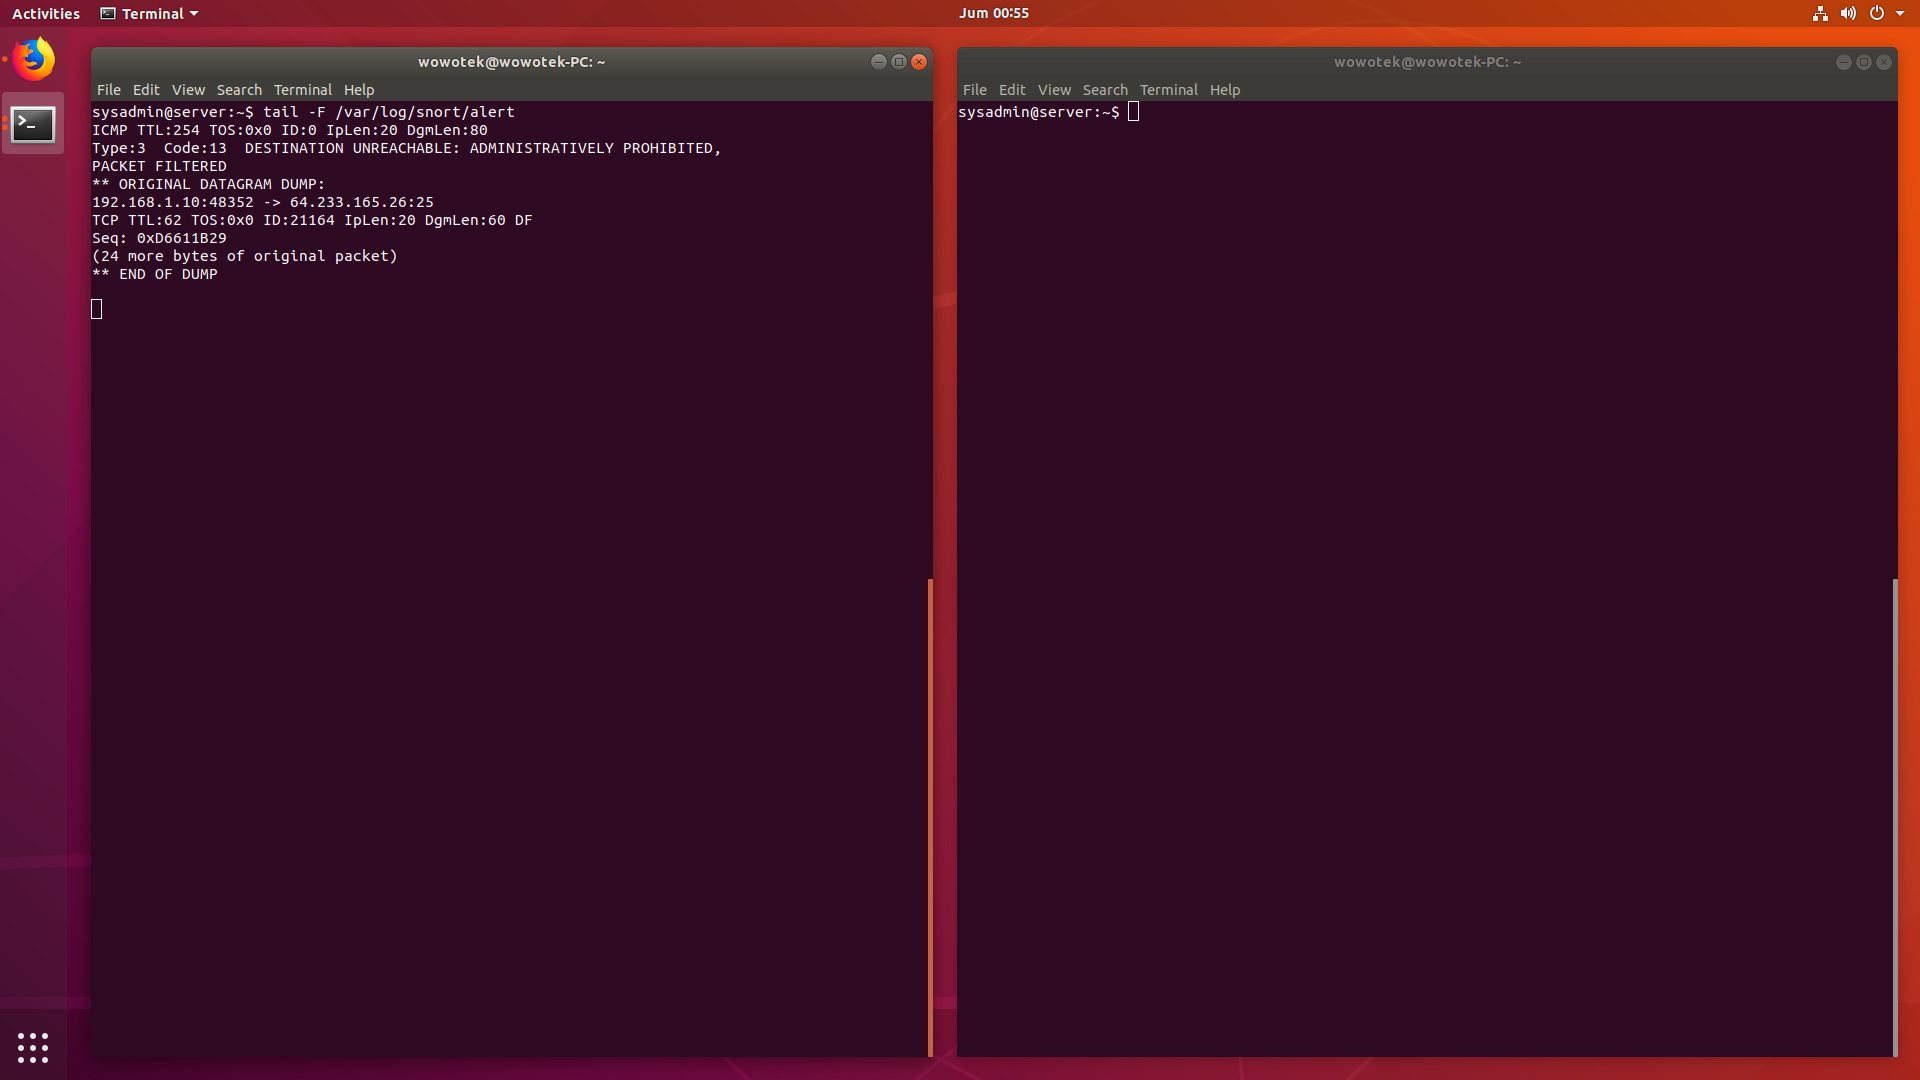 Activities Terminal Jum 00:55
wowotek@wowotek-PC: ~
File Edit View Search Terminal Help
sysadmin@server:~$ tail -F /var/log/snort/alert
ICMP TTL:254 TOS:0x0 ID:0 IpLen:20 DgmLen:80
Type:3  Code:13  DESTINATION UNREACHABLE: ADMINISTRATIVELY PROHIBITED,
PACKET FILTERED
** ORIGINAL DATAGRAM DUMP:
192.168.1.10:48352 -> 64.233.165.26:25
TCP TTL:62 TOS:0x0 ID:21164 IpLen:20 DgmLen:60 DF
Seq: 0xD6611B29
(24 more bytes of original packet)
** END OF DUMP
wowotek@wowotek-PC: ~
File Edit View Search Terminal Help
sysadmin@server:~$